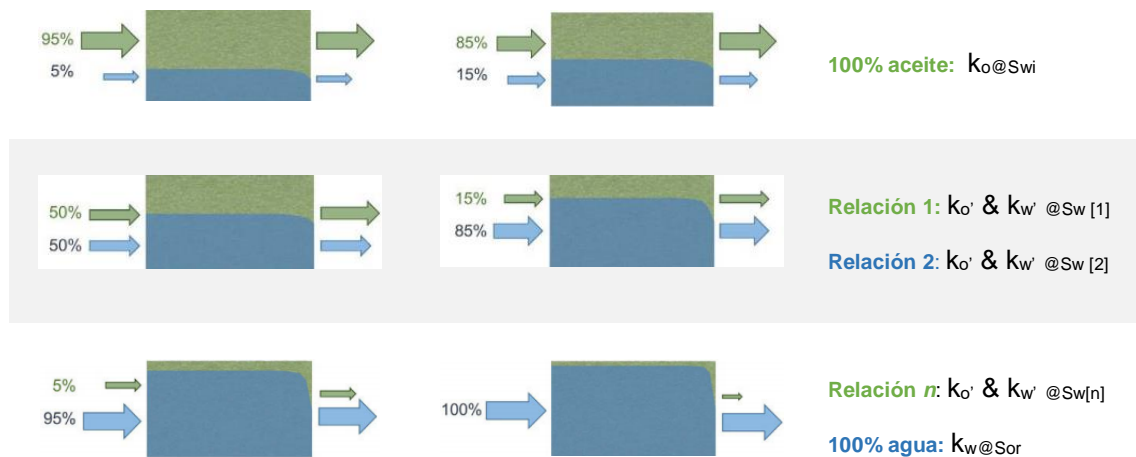 95%
5%
85%
15%
100% aceite: ko@Swi
50%
50%
15%
85%
Relación 1: ko' & kw' @Sw [1]
Relación 2: ko' & kw' @Sw [2]
5%
95%
100%
Relación n: ko' & kw' @Sw[n]
100% agua: kw@Sor